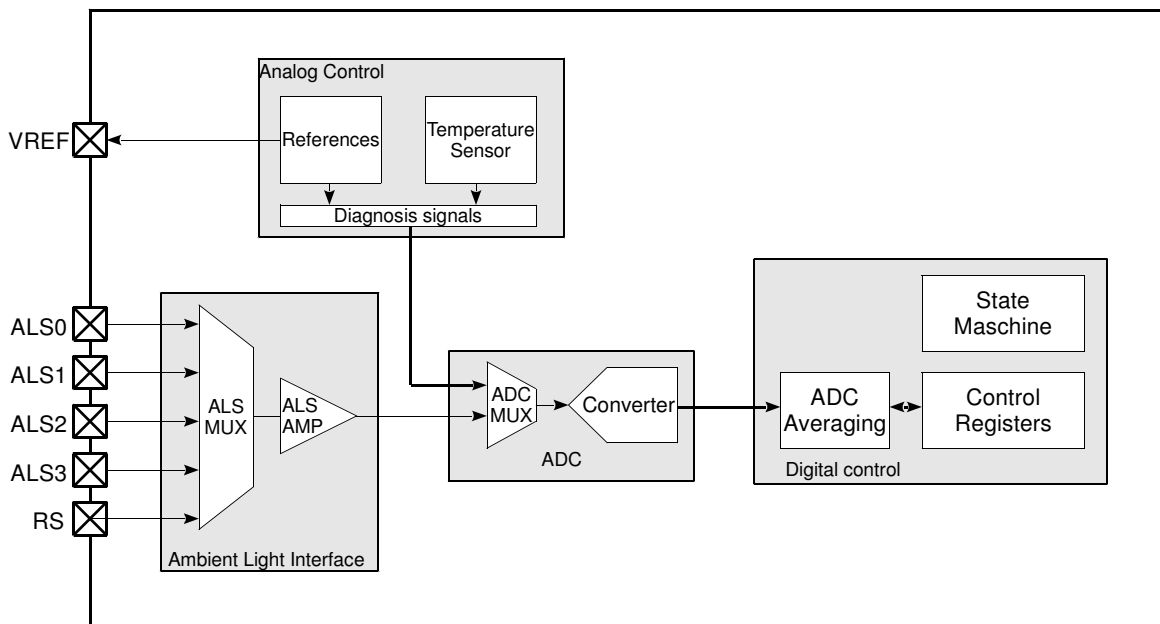 Analog Control
VREF
References
Temperature
Sensor
Diagnosis signals
ALS0
ALS1
ALS2
ALS3
RS
ALS
MUX
ALS
AMP
Ambient Light Interface
ADC
MUX
Converter
ADC
State
Maschine
ADC
Averaging
Control
Registers
Digital control